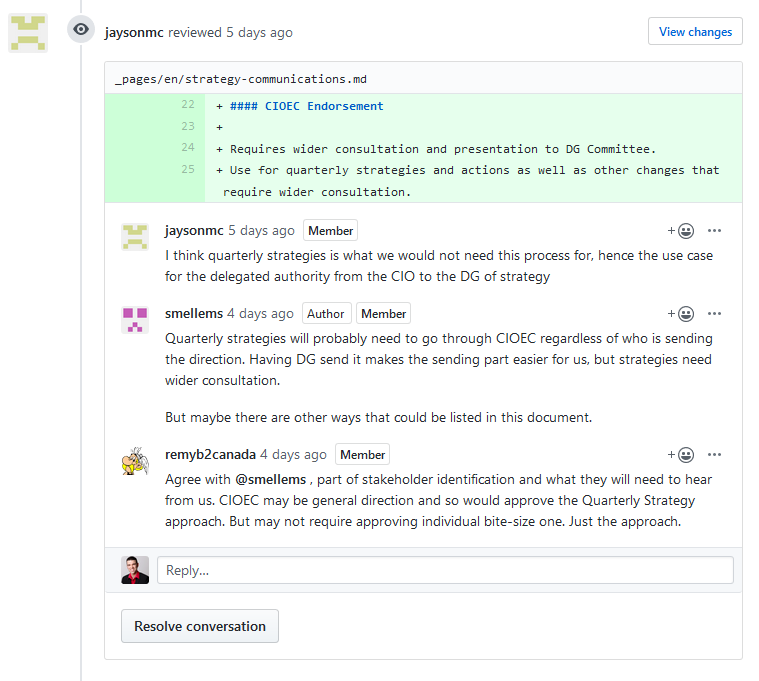 jaysonmc reviewed 5 days ago
View changes
_pages/en/strategy-communications.md
22 + #### CIOEC Endorsement
23 +
24 + Requires wider consultation and presentation to DG Committee.
25 + Use for quarterly strategies and actions as well as other changes that
require wider consultation.
jaysonmc 5 days ago Member
I think quarterly strategies is what we would not need this process for, hence the use case
for the delegated authority from the CIO to the DG of strategy
smellems 4 days ago Author Member
Quarterly strategies will probably need to go through CIOEC regardless of who is sending
the direction. Having DG send it makes the sending part easier for us, but strategies need
wider consultation.
But maybe there are other ways that could be listed in this document.
remyb2canada 4 days ago Member
Agree with @smellems , part of stakeholder identification and what they will need to hear
from us. CIOEC may be general direction and so would approve the Quarterly Strategy
approach. But may not require approving individual bite-size one. Just the approach.
Reply...
Resolve conversation